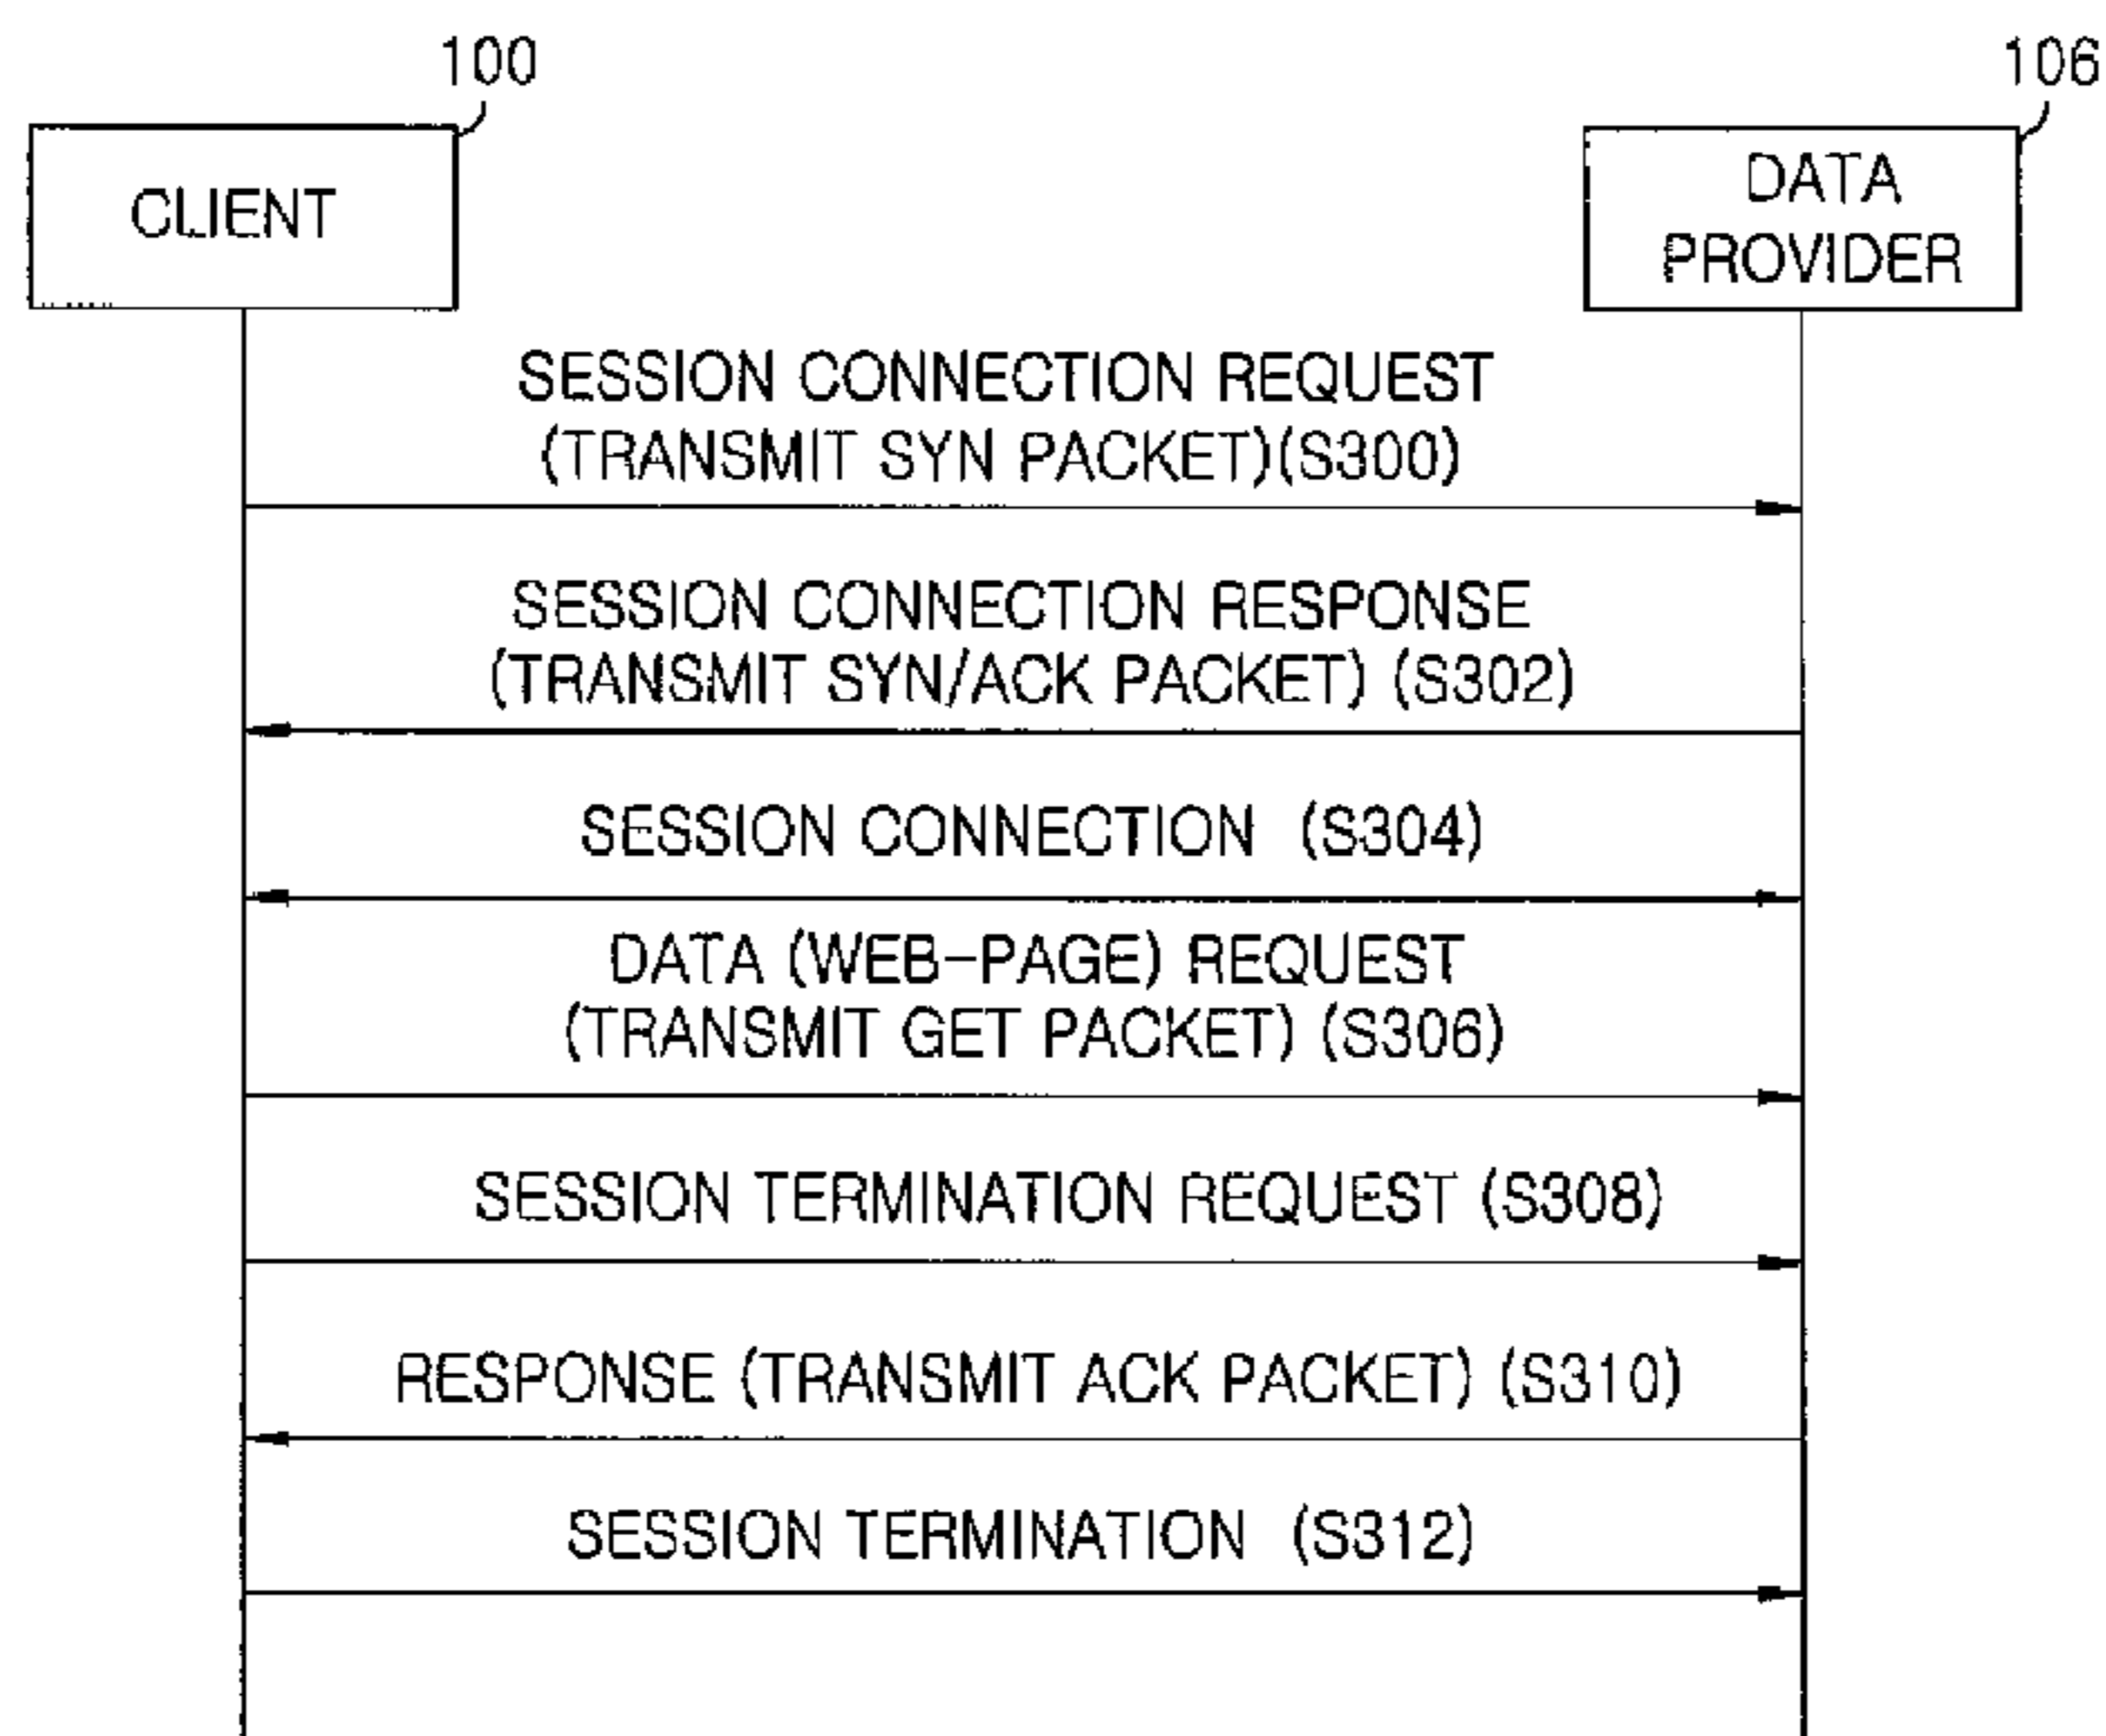 100
106
CLIENT
DATA
PROVIDER
SESSION CONNECTION REQUEST
(TRANSMIT SYN PACKET)(S300)
SESSION CONNECTION RESPONSE
(TRANSMIT SYN/ACK PACKET) (S302)
SESSION CONNECTION (S304)
DATA (WEB-PAGE) REQUEST
(TRANSMIT GET PACKET) (S306)
SESSION TERMINATION REQUEST (S308)
RESPONSE (TRANSMIT ACK PACKET) (S310)
SESSION TERMINATION (S312)